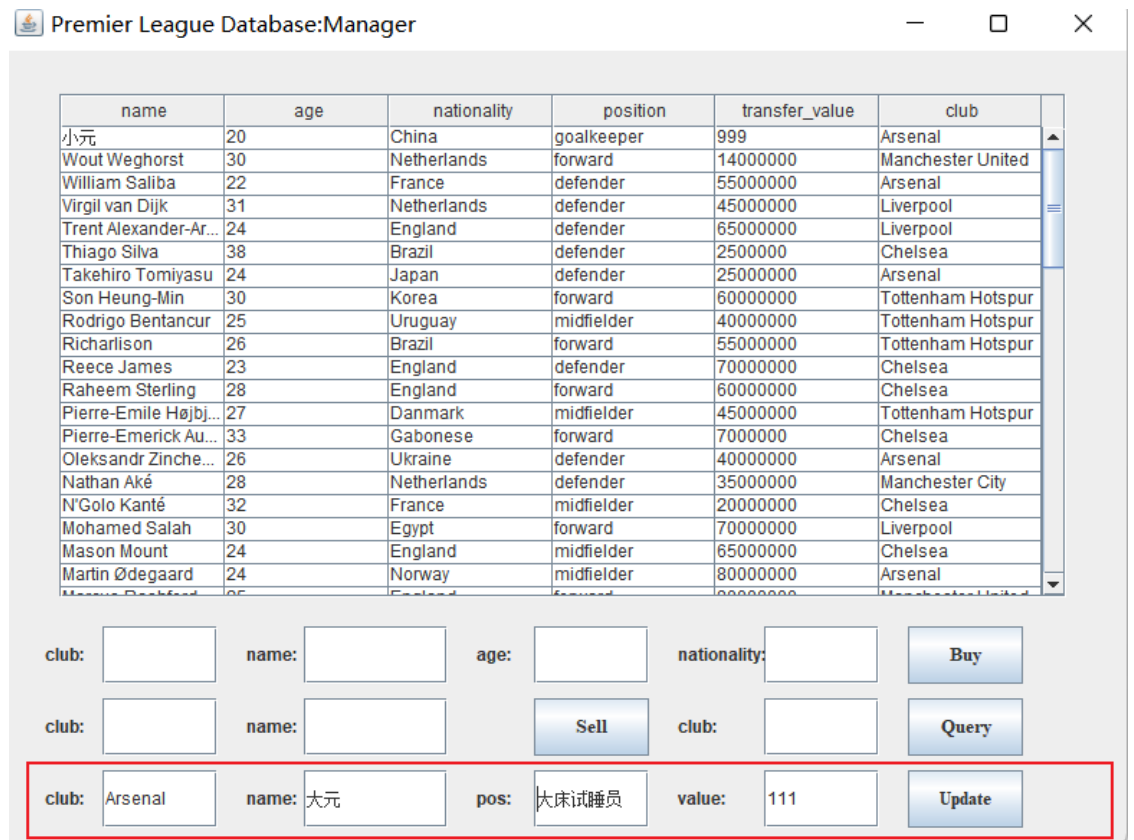 Premier League Database:Manager
name age nationality position transfer_value club
小元 20 China goalkeeper 999 Arsenal
Wout Weghorst 30 Netherlands forward 14000000 Manchester United
William Saliba 22 France defender 55000000 Arsenal
Virgil van Dijk 31 Netherlands defender 45000000 Liverpool
Trent Alexander-Ar... 24 England defender 65000000 Liverpool
Thiago Silva 38 Brazil defender 2500000 Chelsea
Takehiro Tomiyasu 24 Japan defender 25000000 Arsenal
Son Heung-Min 30 Korea forward 60000000 Tottenham Hotspur
Rodrigo Bentancur 25 Uruguay midfielder 40000000 Tottenham Hotspur
Richarlison 26 Brazil forward 55000000 Tottenham Hotspur
Reece James 23 England defender 70000000 Chelsea
Raheem Sterling 28 England forward 60000000 Chelsea
Pierre-Emile Højbj... 27 Danmark midfielder 45000000 Tottenham Hotspur
Pierre-Emerick Au... 33 Gabonese forward 7000000 Chelsea
Oleksandr Zinche... 26 Ukraine defender 40000000 Arsenal
Nathan Aké 28 Netherlands defender 35000000 Manchester City
N'Golo Kanté 32 France midfielder 20000000 Chelsea
Mohamed Salah 30 Egypt forward 70000000 Liverpool
Mason Mount 24 England midfielder 65000000 Chelsea
Martin Ødegaard 24 Norway midfielder 80000000 Arsenal
club: name: age: nationality: Buy
club: name: Sell club: Query
club: Arsenal name: 大元 pos: 大床试睡员 value: 111 Update